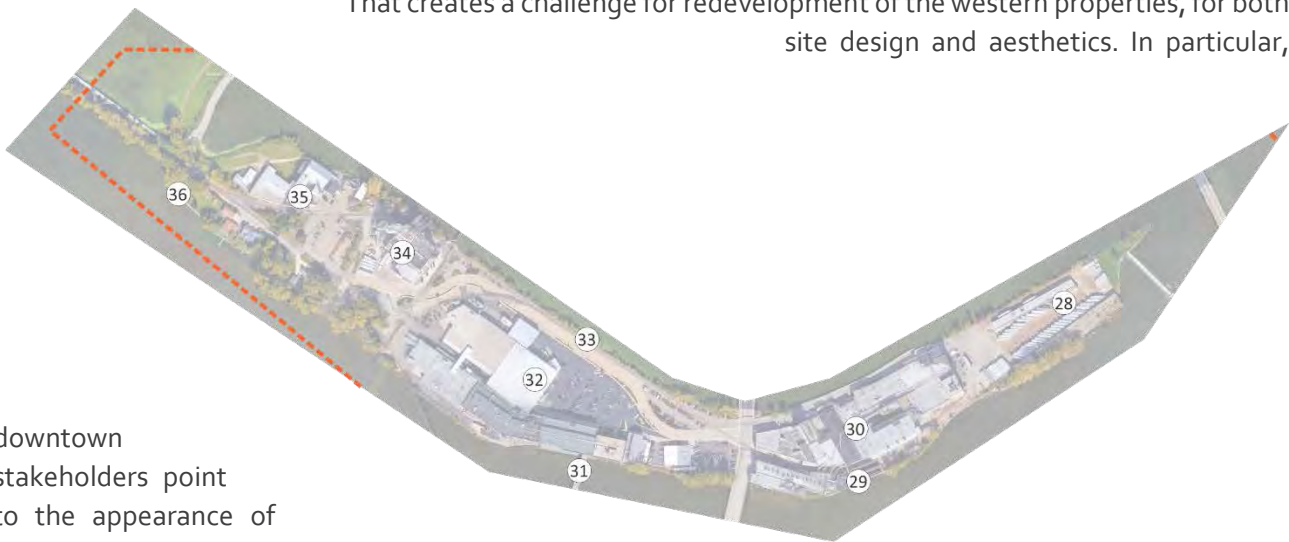 That creates a challenge for redevelopment of the western properties, for both
site design and aesthetics. In particular,
36
35
34
33
32
31
30
29
28
downtown
stakeholders point
to the appearance of